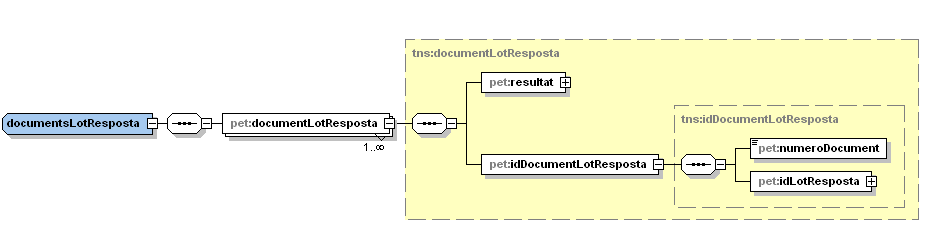 tns:documentLotResposta
pet:resultat
documentsLotResposta
pet:documentLotResposta
1..∞
tns:idDocumentLotResposta
pet:numeroDocument
pet:idDocumentLotResposta
pet:idLotResposta